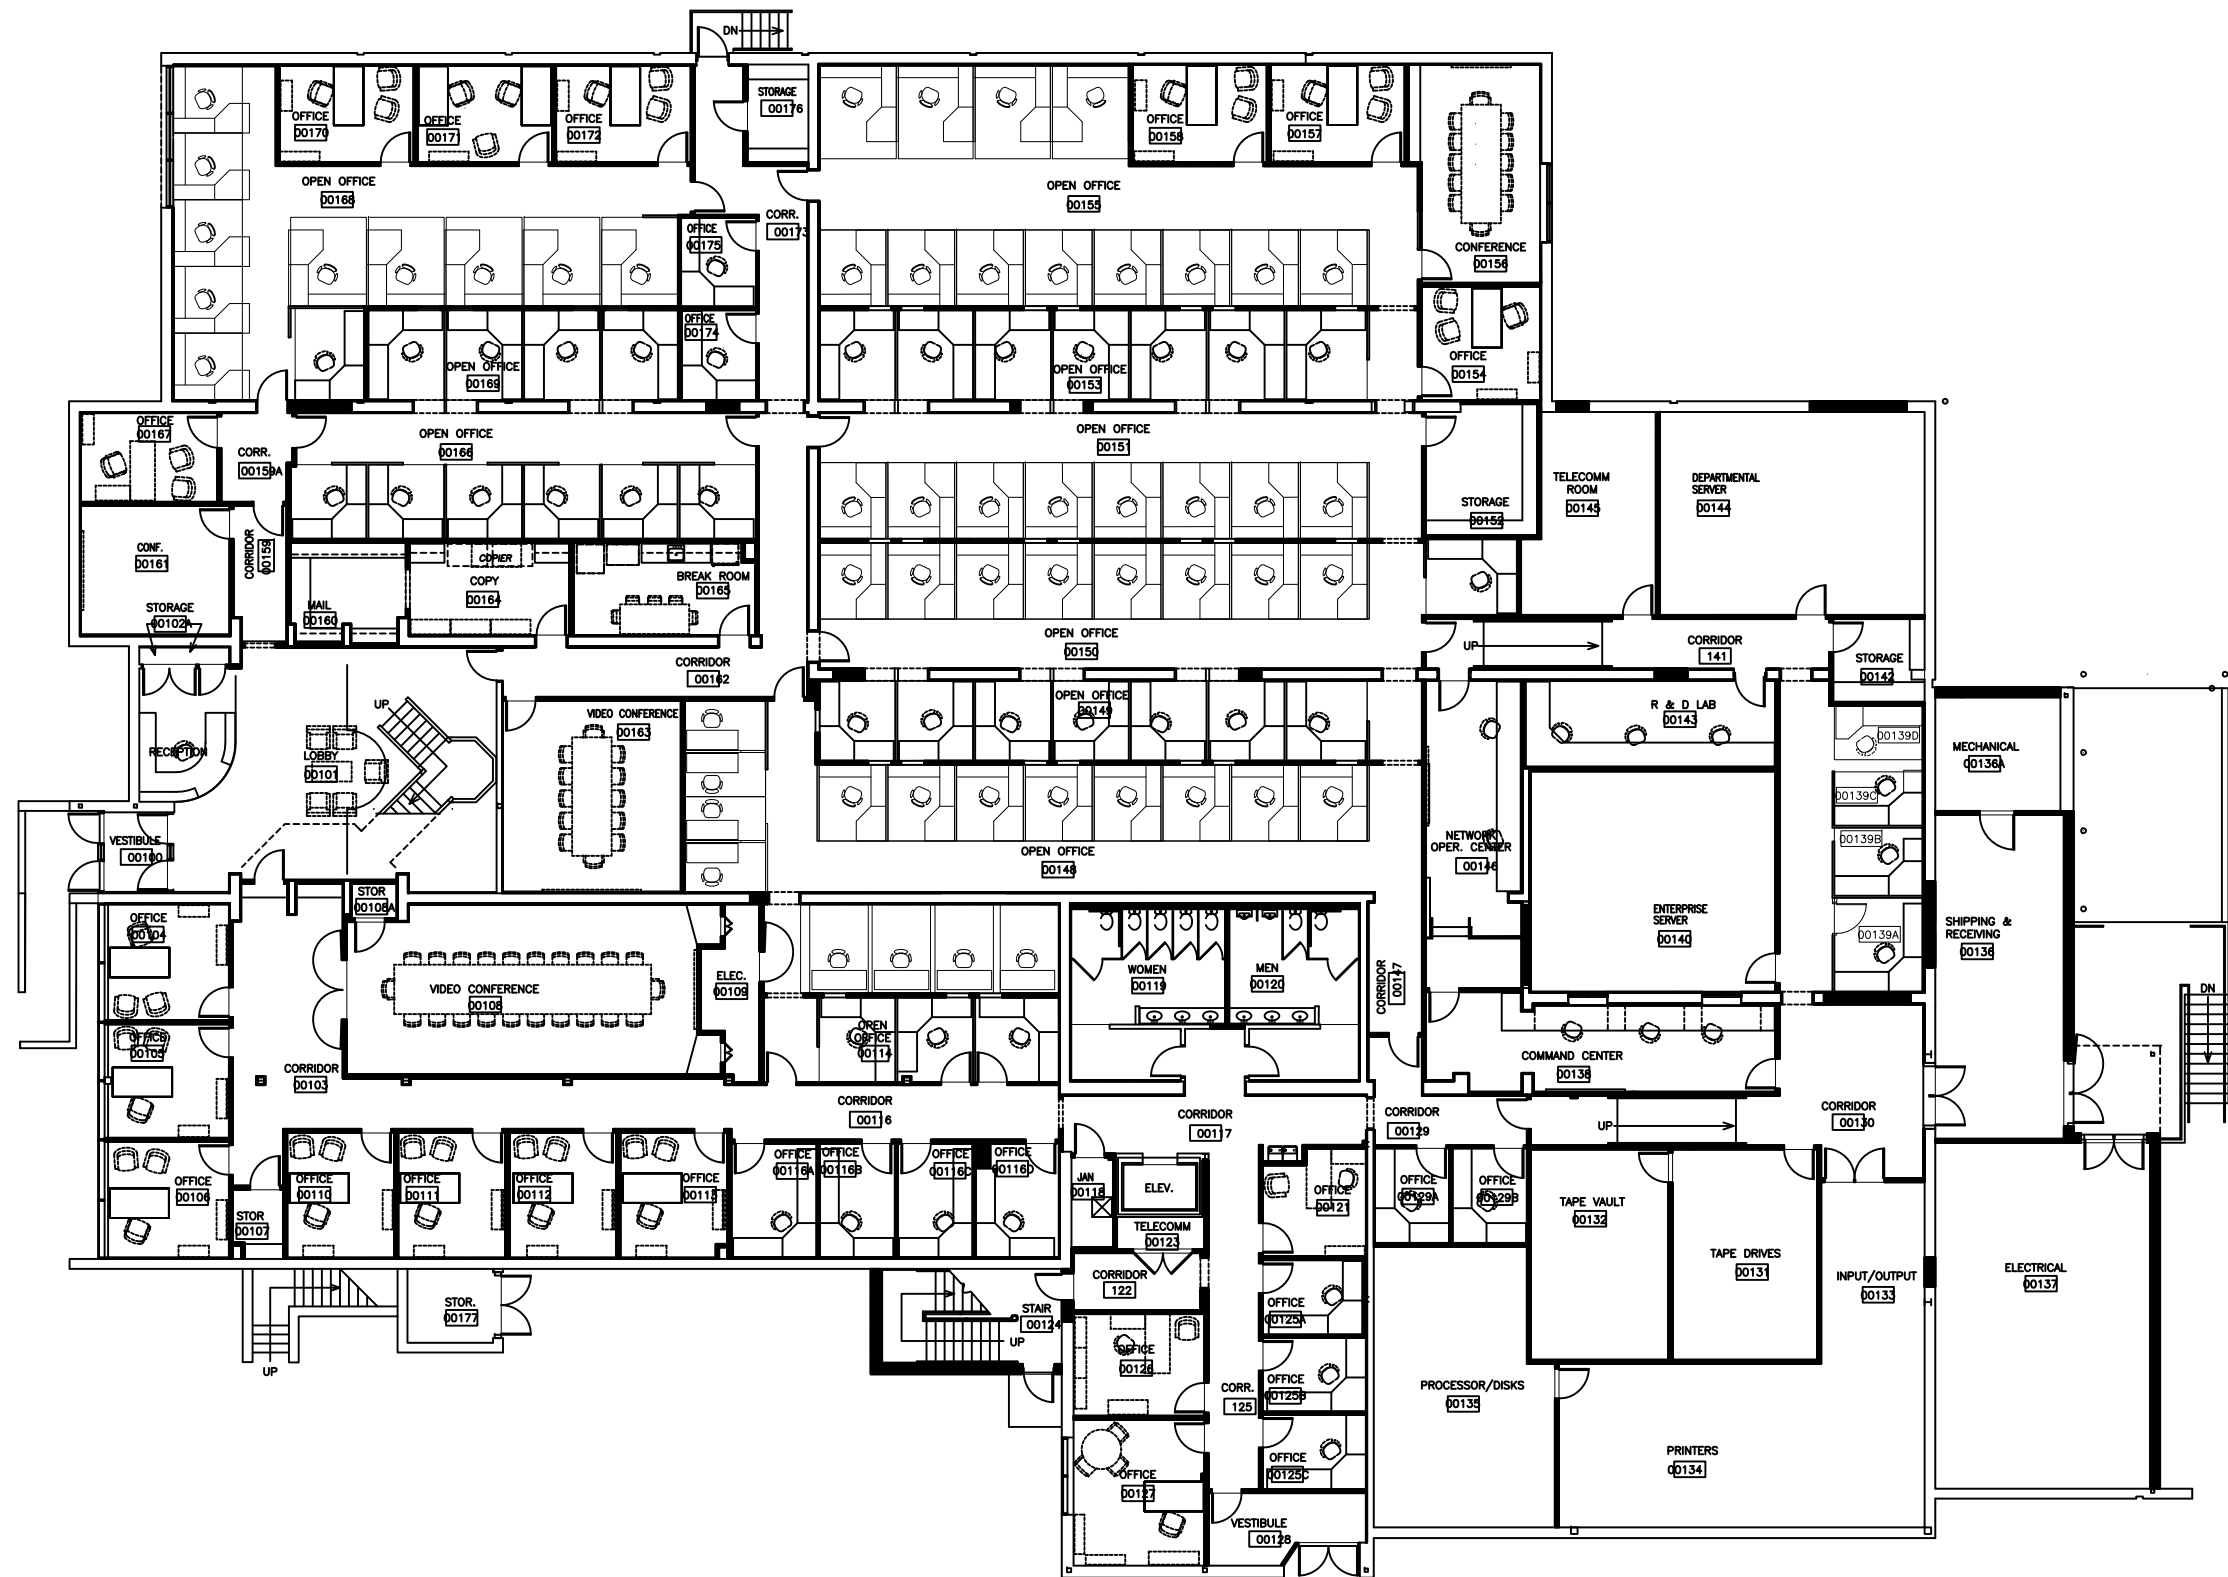 DN
STORAGE
00176
OFFICE
00170
OFFICE
00171
OFFICE
00172
OFFICE
00158
OFFICE
00157
OPEN OFFICE
00168
OPEN OFFICE
00155
CORR.
00173
OFFICE
00175
CONFERENCE
00156
OFFICE
00174
OPEN OFFICE
00169
OPEN OFFICE
00153
OFFICE
00154
OFFICE
00167
OPEN OFFICE
00166
OPEN OFFICE
00151
CORR.
00159A
TELECOMM
ROOM
00145
DEPARTMENTAL
SERVER
00144
STORAGE
00152
CONF.
00161
CORRIDOR
00159
COPIER
COPY
00164
BREAK ROOM
00165
MAIL
00160
STORAGE
00102A
OPEN OFFICE
00150
UP
CORRIDOR
141
CORRIDOR
00162
STORAGE
00142
UP
OPEN OFFICE
00149
R & D LAB
00143
VIDEO CONFERENCE
00163
00139D
RECEPTION
LOBBY
00101
MECHANICAL
00136A
00139C
VESTIBULE
00100
NETWORK
OPER. CENTER
00146
00139B
OPEN OFFICE
00148
STOR
00108A
OFFICE
00104
ENTERPRISE
SERVER
00140
SHIPPING &
RECEIVING
00136
00139A
ELEC.
00109
VIDEO CONFERENCE
00108
WOMEN
00119
MEN
00120
CORRIDOR
00147
DN
OFFICE
00105
OPEN
OFFICE
00114
COMMAND CENTER
00138
CORRIDOR
00103
CORRIDOR
00116
CORRIDOR
00117
CORRIDOR
00129
UP
CORRIDOR
00130
OFFICE
00106
STOR
00107
OFFICE
00110
OFFICE
00111
OFFICE
00112
OFFICE
00113
OFFICE
00116A
OFFICE
00116B
OFFICE
00116C
OFFICE
00116D
JAN
00118
ELEV.
OFFICE
00121
OFFICE
00129A
OFFICE
00129B
TAPE VAULT
00132
TELECOMM
00123
TAPE DRIVES
00131
CORRIDOR
122
INPUT/OUTPUT
00133
ELECTRICAL
00137
STOR.
00177
STAIR
00124
UP
OFFICE
00125A
UP
OFFICE
00126
OFFICE
00125B
CORR.
125
PROCESSOR/DISKS
00135
OFFICE
00127
OFFICE
00125C
PRINTERS
00134
VESTIBULE
00128